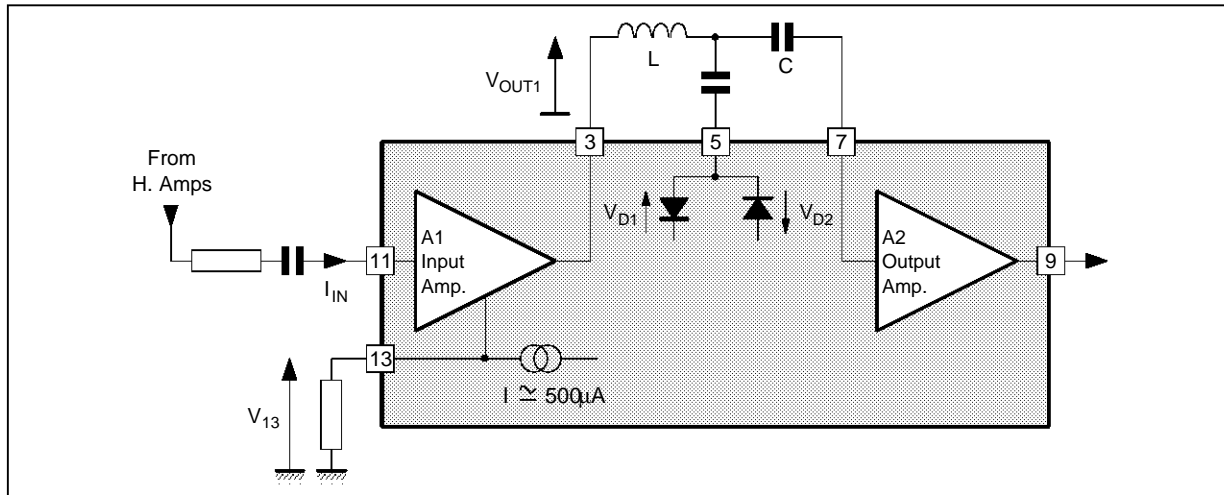 L
C
V_OUT1
3
5
7
From
H. Amps
V_D1
V_D2
A1
Input
Amp.
A2
Output
Amp.
11
9
I_IN
13
I ≃ 500µA
V_13